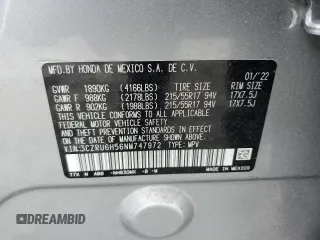 MFD.BY HONDA DE MEXICO S.A. DE C.V.
GVWR 1890KG (4166LBS) TIRE SIZE RIM SIZE 01/'22
GAWR F 988KG (2178LBS) 215/55R17 94V 17X7.5J
GAWR R 902KG (1988LBS) 215/55R17 94V 17X7.5J
THIS VEHICLE CONFORMS TO ALL APPLICABLE
FEDERAL MOTOR VEHICLE SAFETY AND
THEFT PREVENTION STANDARDS IN
EFFECT ON THE DATE OF
MANUFACTURE SHOWN ABOVE.
V.I.N:3CZRU6H56NM747972 TYPE: MPV
MADE IN MEXICO
AutoBidMaster